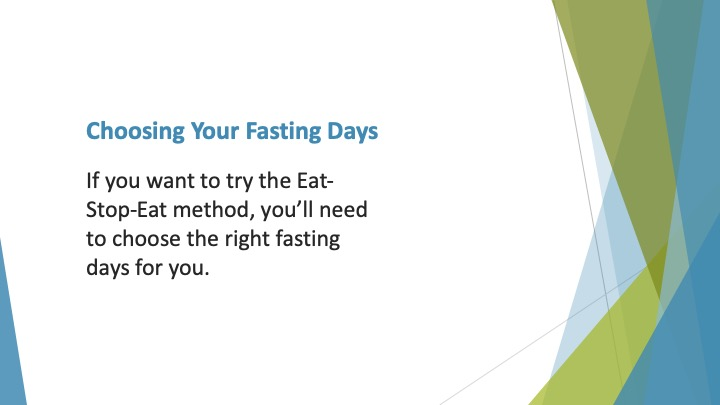 Choosing Your Fasting Days
If you want to try the Eat-
Stop-Eat method, you’ll need
to choose the right fasting
days for you.